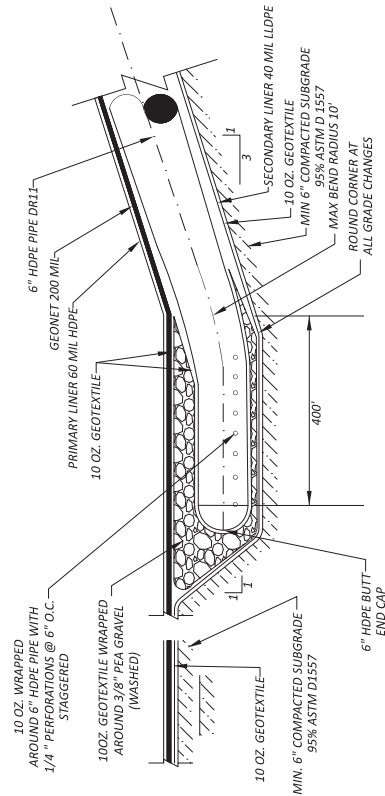 6" HDPE PIPE DR11
GEONET 200 MIL
PRIMARY LINER 60 MIL HDPE
10 OZ. GEOTEXTILE
10 OZ. WRAPPED
AROUND 6" HDPE PIPE WITH
1/4 " PERFORATIONS @ 6" O.C.
STAGGERED
10OZ. GEOTEXTILE WRAPPED
AROUND 3/8" PEA GRAVEL
(WASHED)
1
3
SECONDARY LINER 40 MIL LLDPE
10 OZ. GEOTEXTILE
MIN 6" COMPACTED SUBGRADE
95% ASTM D 1557
MAX BEND RADIUS 10'
ROUND CORNER AT
ALL GRADE CHANGES
400'
1
1
6" HDPE BUTT
END CAP
10 OZ. GEOTEXTILE
MIN. 6" COMPACTED SUBGRADE
95% ASTM D1557